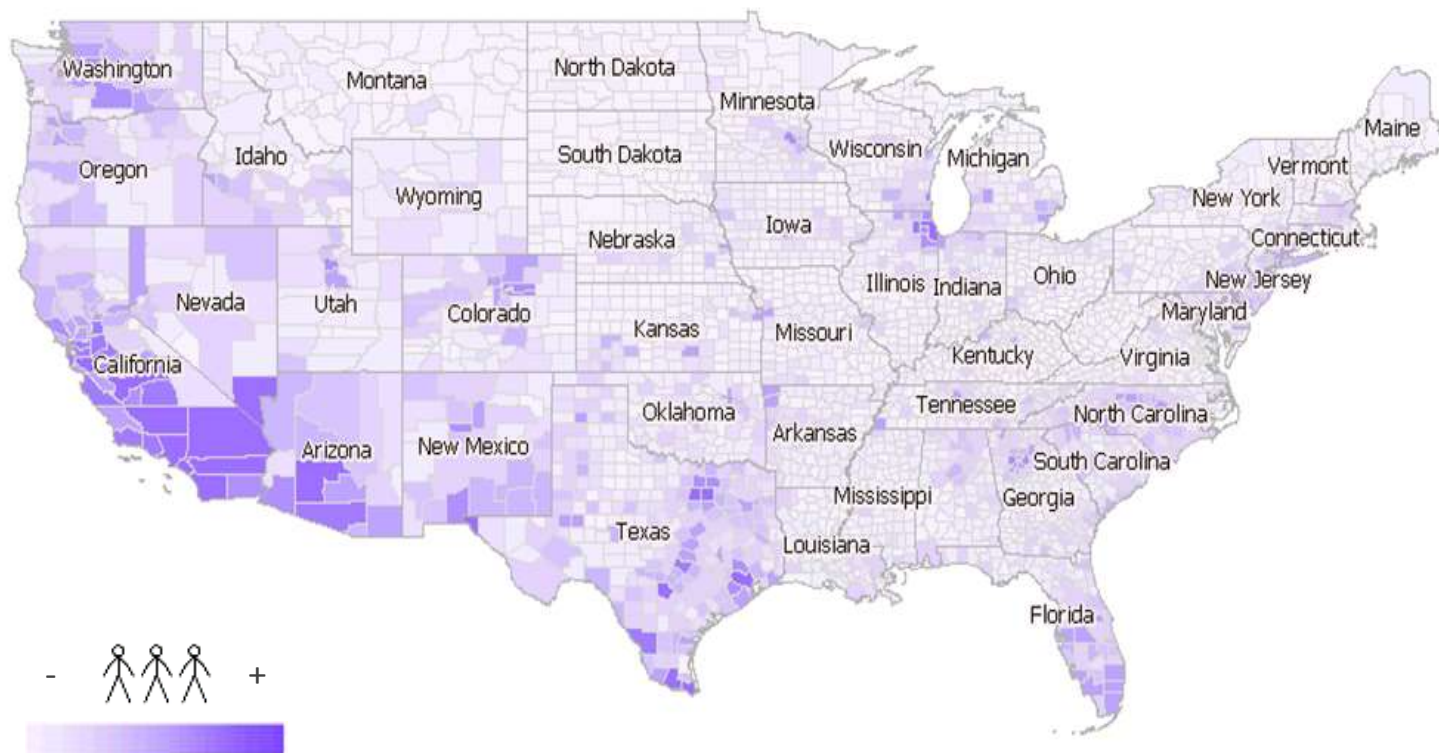 Washington
Montana
North Dakota
Minnesota
Maine
Oregon
Idaho
South Dakota
Wisconsin
Michigan
Vermont
Wyoming
New York
Iowa
Nebraska
Connecticut
Nevada
Utah
Colorado
Illinois
Indiana
Ohio
New Jersey
Maryland
California
Kansas
Missouri
Kentucky
Virginia
Arizona
New Mexico
Oklahoma
Arkansas
Tennessee
North Carolina
South Carolina
Texas
Louisiana
Mississippi
Georgia
Florida
- +